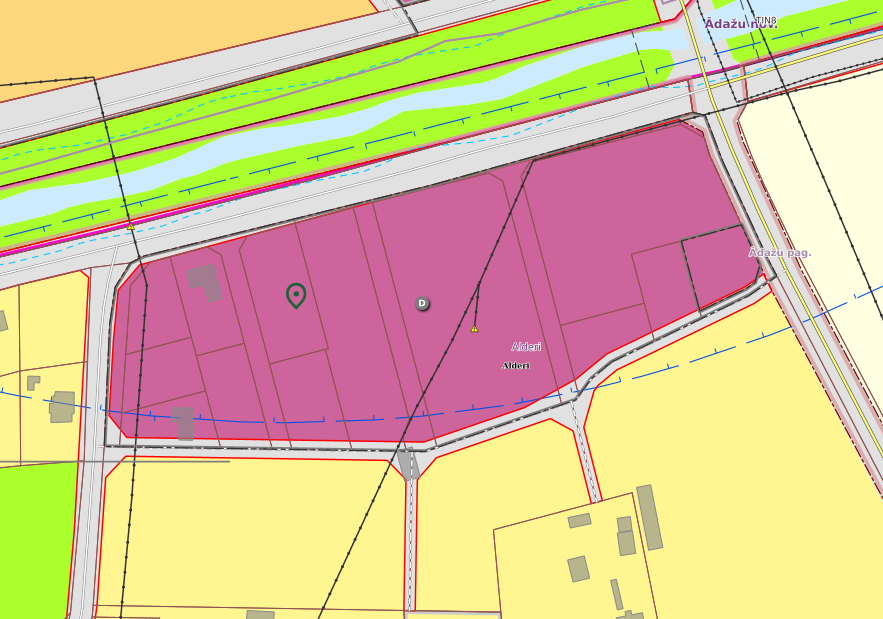 Ādažu nov.
TIN8
Ādažu pag.
D
Alderi
Alderi